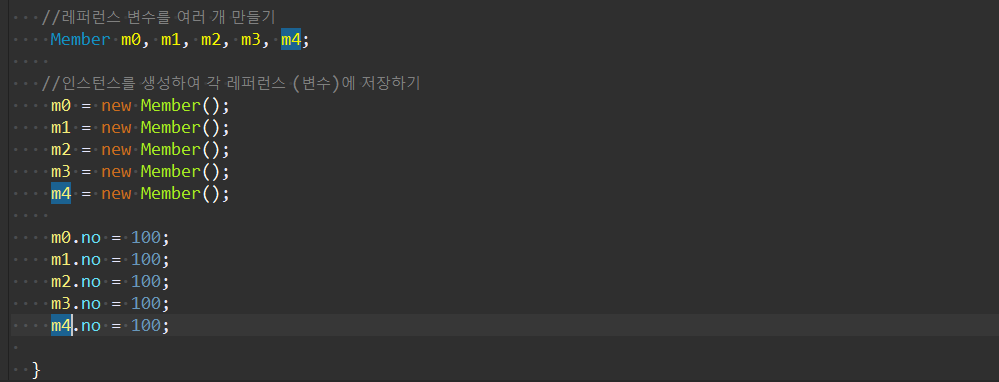 //레퍼런스 변수를 여러 개 만들기
Member m0, m1, m2, m3, m4;
//인스턴스를 생성하여 각 레퍼런스 (변수)에 저장하기
m0 = new Member();
m1 = new Member();
m2 = new Member();
m3 = new Member();
m4 = new Member();
m0.no = 100;
m1.no = 100;
m2.no = 100;
m3.no = 100;
m4.no = 100;
}